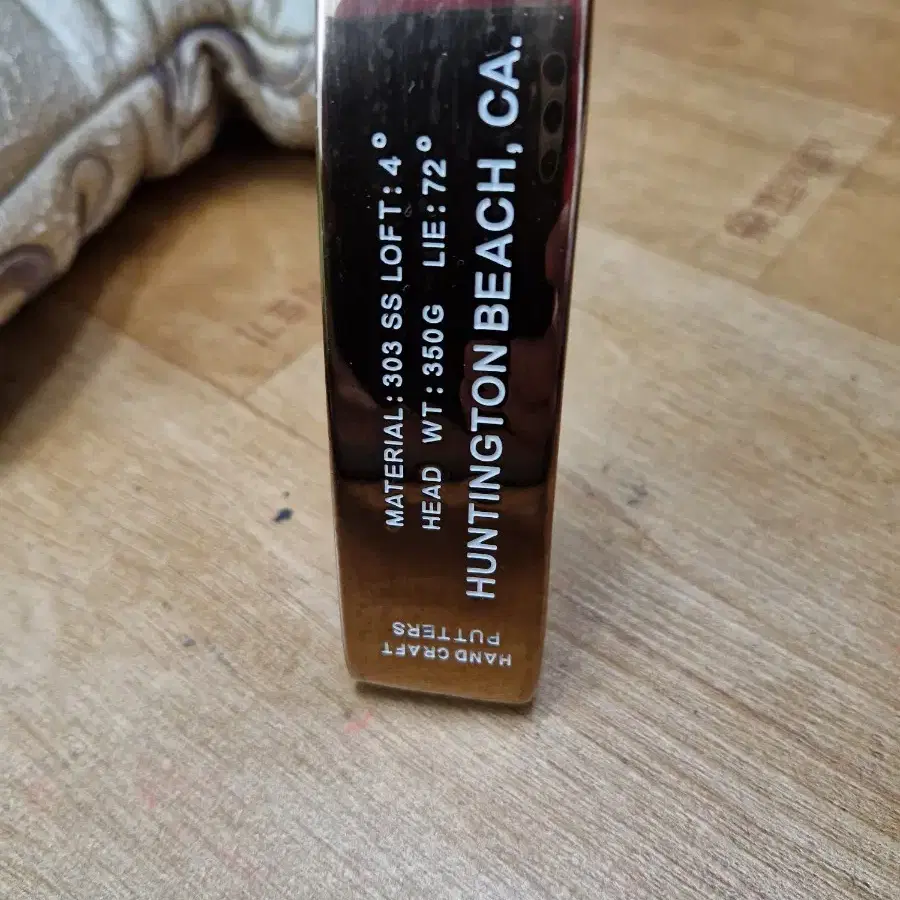 MATERIAL: 303 SS LOFT: 4°
HEAD WT: 350G LIE: 72°
HUNTINGTON BEACH, CA.
HAND CRAFT
PUTTERS